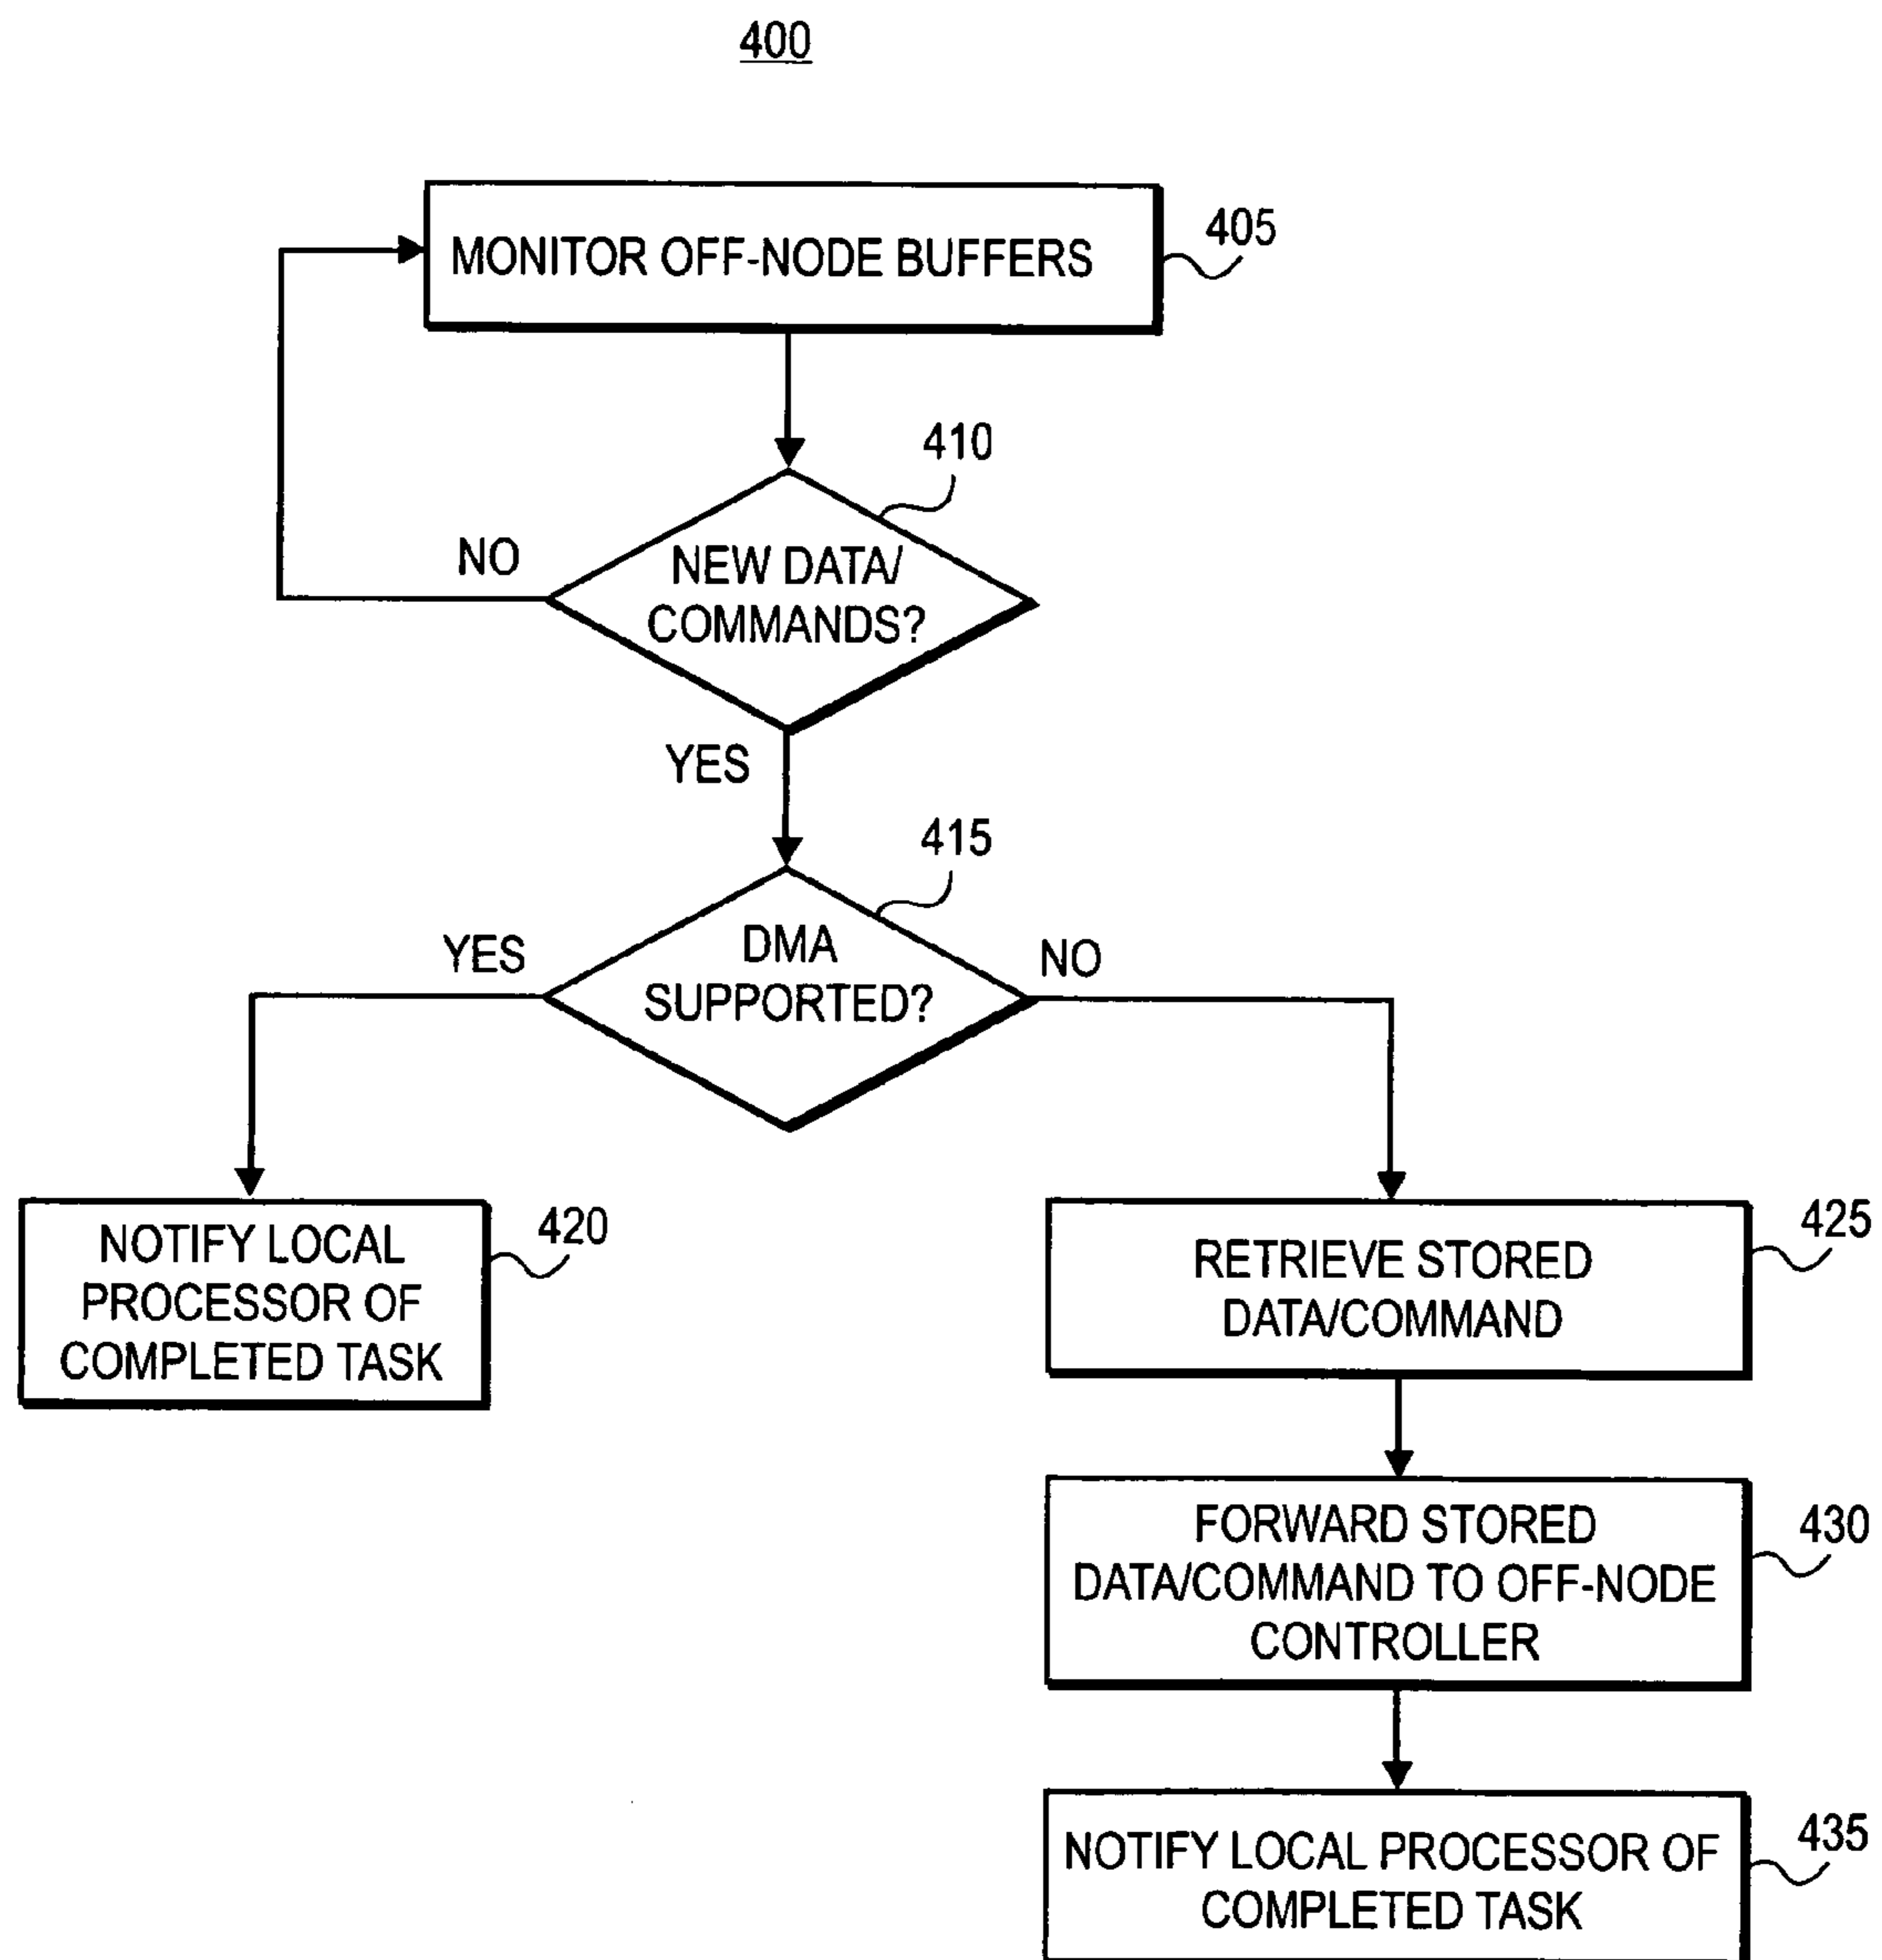 400
MONITOR OFF-NODE BUFFERS
405
410
NO
NEW DATA/
COMMANDS?
YES
415
YES
DMA
SUPPORTED?
NO
NOTIFY LOCAL
PROCESSOR OF
COMPLETED TASK
420
RETRIEVE STORED
DATA/COMMAND
425
FORWARD STORED
DATA/COMMAND TO OFF-NODE
CONTROLLER
430
NOTIFY LOCAL PROCESSOR OF
COMPLETED TASK
435